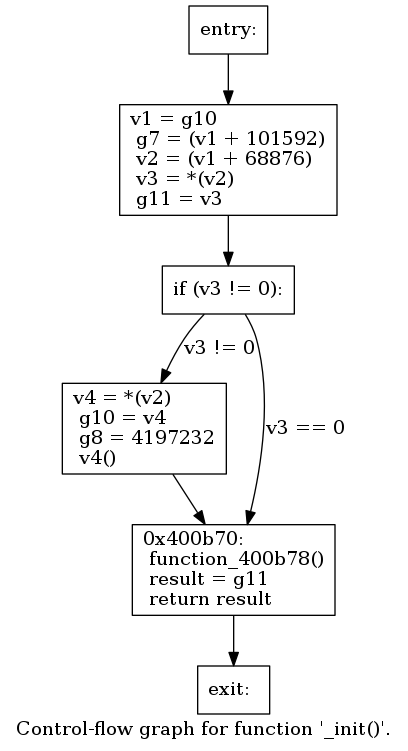 entry:
v1 = g10
g7 = (v1 + 101592)
v2 = (v1 + 68876)
v3 = *(v2)
g11 = v3
if (v3 != 0):
v3 != 0
v4 = *(v2)
g10 = v4
g8 = 4197232
v4()
v3 == 0
0x400b70:
function_400b78()
result = g11
return result
exit:
Control-flow graph for function '_init()'.